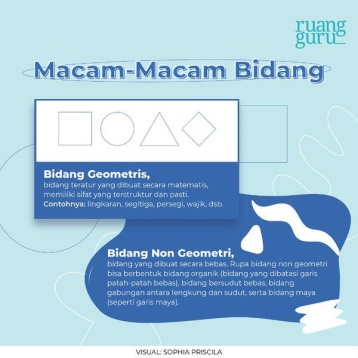 ruang
guru
Macam-Macam Bidang
Bidang Geometris,
bidang teratur yang dibuat secara matematis,
memiliki sifat yang terstruktur dan pasti.
Contohnya: lingkaran, segitiga, persegi, wajik, dsb.
Bidang Non Geometri,
bidang yang dibuat secara bebas. Rupa bidang non geometri
bisa berbentuk bidang organik (bidang yang dibatasi garis
patah-patah bebas), bidang bersudut bebas, bidang
gabungan antara lengkung dan sudut, serta bidang maya
(seperti garis maya).
VISUAL: SOPHIA PRISCILA